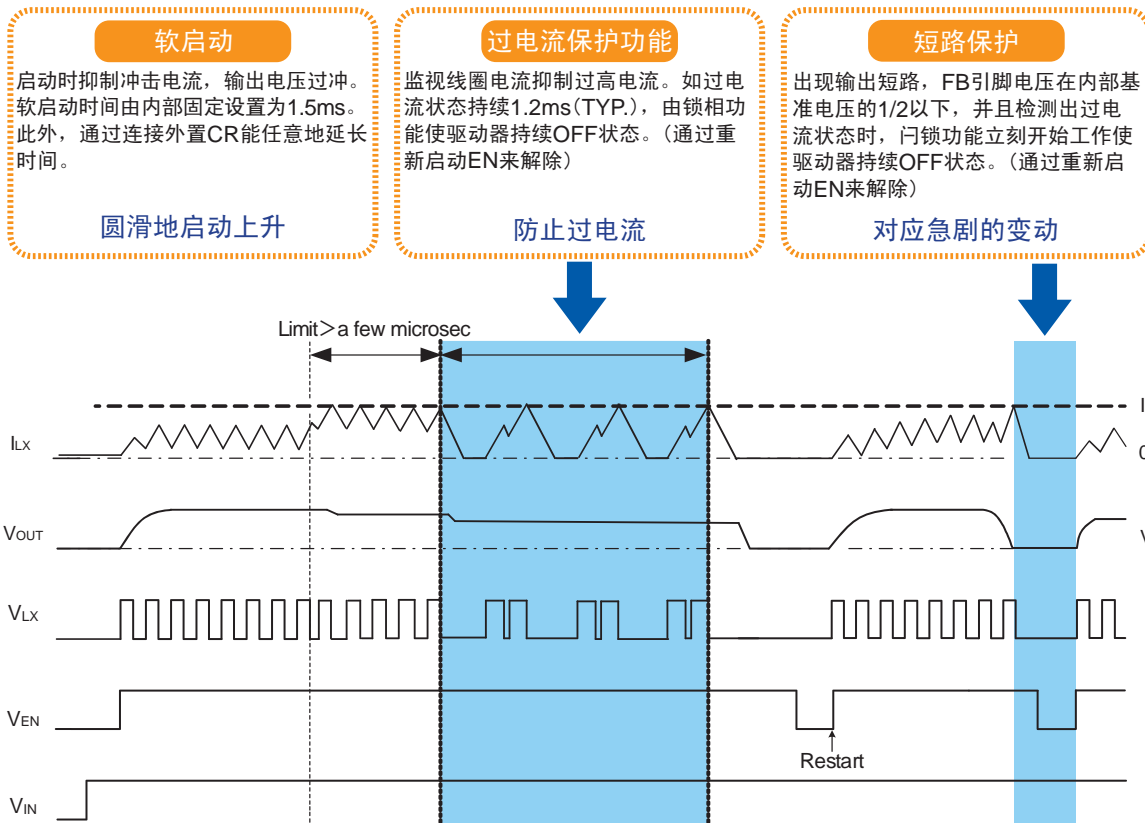 软启动
启动时抑制冲击电流，输出电压过冲。
软启动时间由内部固定设置为1.5ms。
此外，通过连接外置CR能任意地延长
时间。
圆滑地启动上升
过电流保护功能
监视线圈电流抑制过高电流。如过电
流状态持续1.2ms（TYP.），由锁相功
能使驱动器持续OFF状态。（通过重
新启动EN来解除）
防止过电流
短路保护
出现输出短路，FB引脚电压在内部基
准电压的1/2以下，并且检测出过电
流状态时，闩锁功能立刻开始工作使
驱动器持续OFF状态。（通过重新启
动EN来解除）
对应急剧的变动
Limit＞a few microsec
ILX
0
VOUT
V
VLX
VEN
Restart
VIN